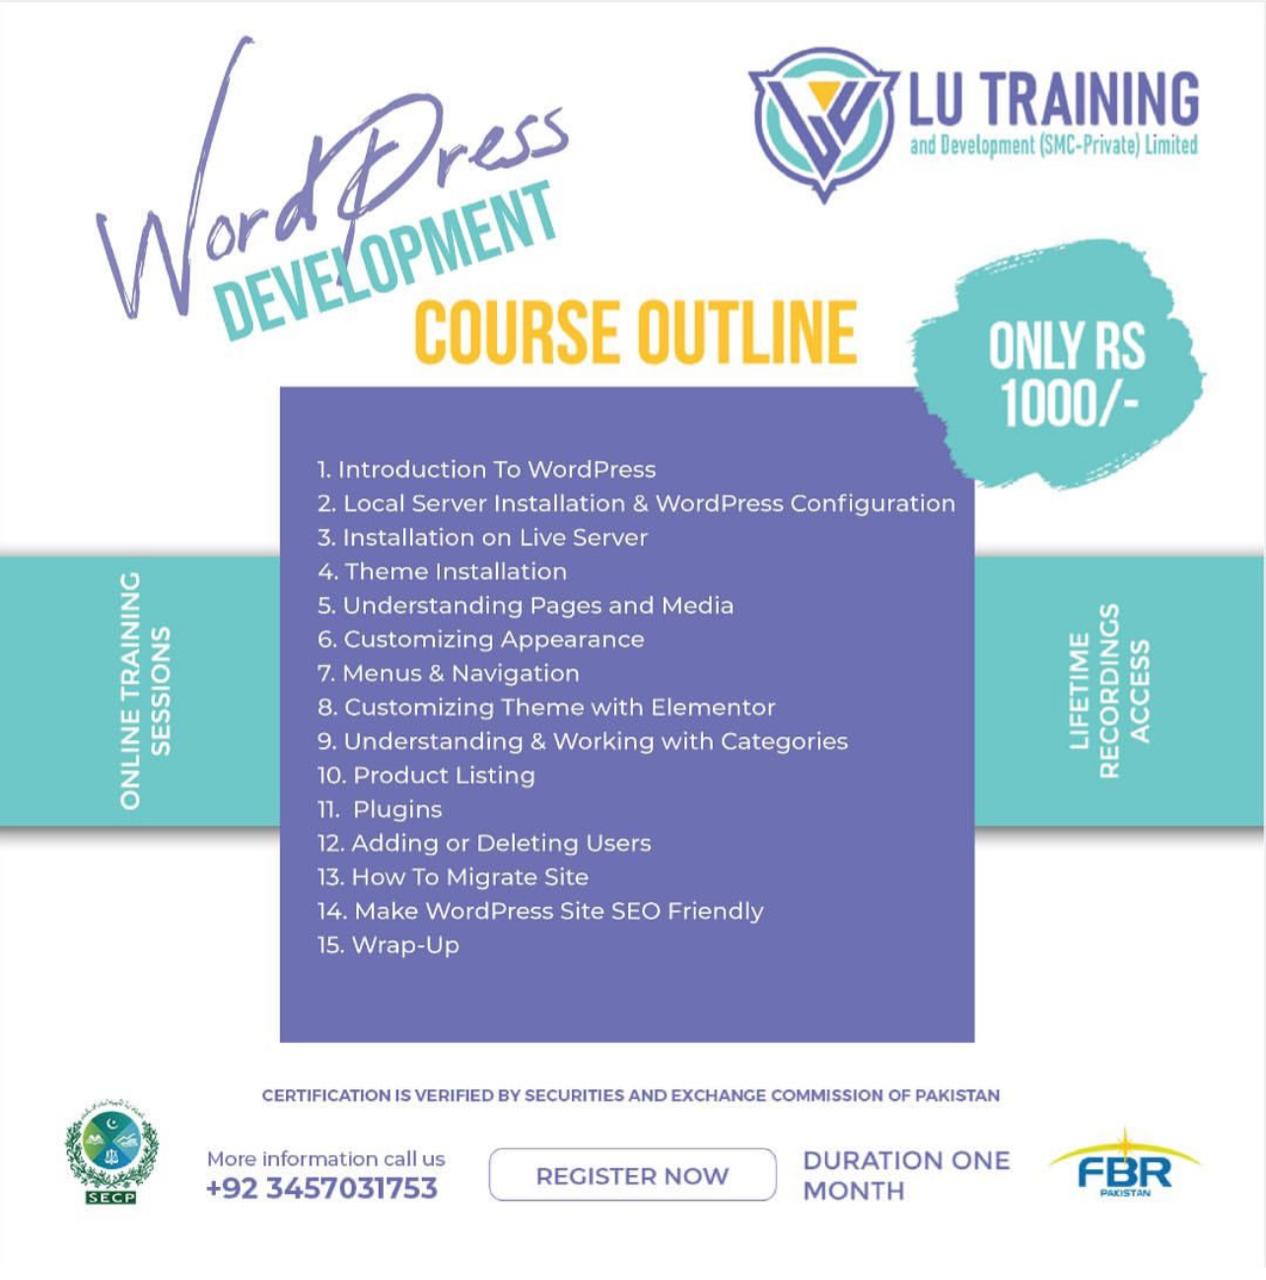 WordPress
DEVELOPMENT
LU TRAINING
and Development (SMC-Private) Limited
COURSE OUTLINE
ONLY RS
1000/-
1. Introduction To WordPress
2. Local Server Installation & WordPress Configuration
3. Installation on Live Server
4. Theme Installation
5. Understanding Pages and Media
6. Customizing Appearance
7. Menus & Navigation
8. Customizing Theme with Elementor
9. Understanding & Working with Categories
10. Product Listing
11. Plugins
12. Adding or Deleting Users
13. How To Migrate Site
14. Make WordPress Site SEO Friendly
15. Wrap-Up
ONLINE TRAINING
SESSIONS
LIFETIME
RECORDINGS
ACCESS
CERTIFICATION IS VERIFIED BY SECURITIES AND EXCHANGE COMMISSION OF PAKISTAN
SECP
More information call us
+92 3457031753
REGISTER NOW
DURATION ONE
MONTH
FBR
PAKISTAN